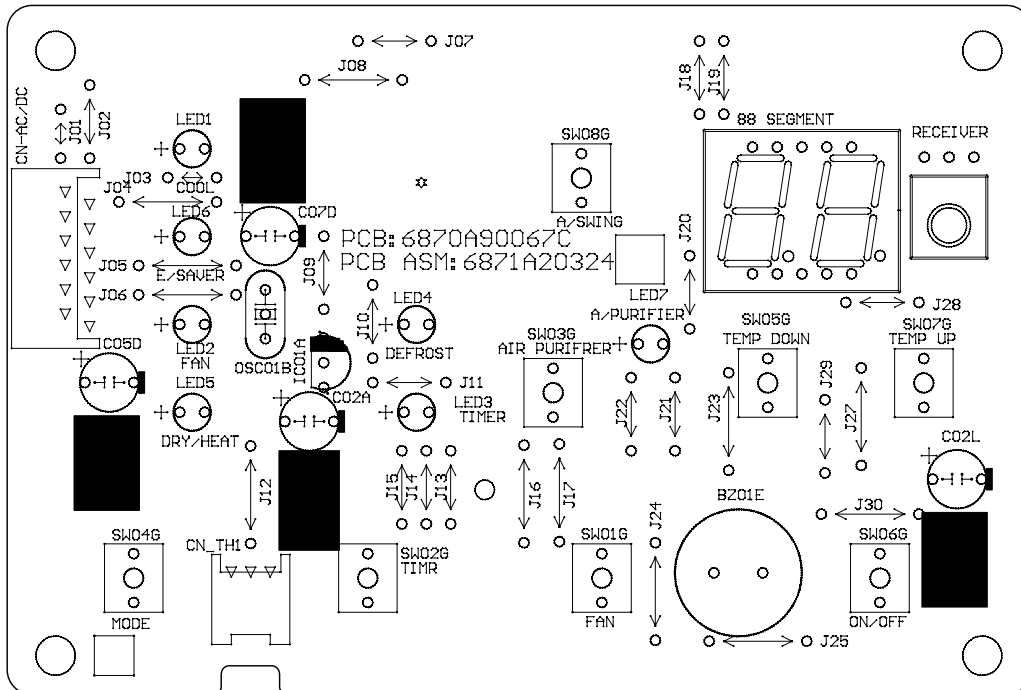 J07
J08
J18
J19
CN-AC/DC
J01
J02
LED1
88 SEGMENT
RECEIVER
SW08G
J03
COOL
J04
LED6
C07D
A/SWING
J20
PCB:6870A90067C
PCB ASM:6871A20324
J05
E/SAVER
J09
J06
LED7
A/PURIFIER
J28
LED4
J10
DEFROST
SW03G
AIR PURIFRER
SW05G
TEMP DOWN
SW07G
TEMP UP
C05D
LED2
FAN
OSC01B
IC01A
LED5
C02A
J11
LED3
TIMER
J22
J21
J23
J29
J27
DRY/HEAT
J12
J15
J14
J13
J16
J17
C02L
BZ01E
J24
J30
SW04G
CN_TH1
SW02G
TIMR
SW01G
SW06G
MODE
FAN
ON/OFF
J25